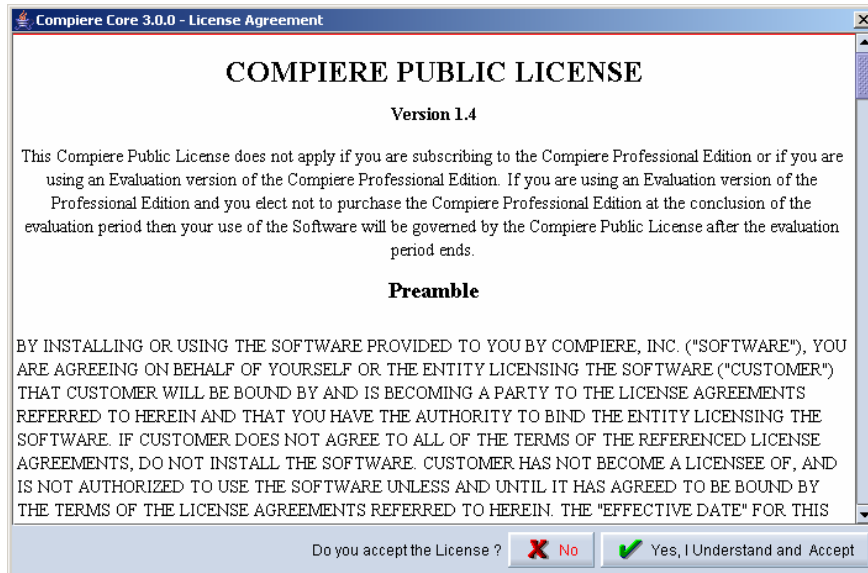 Compiere Core 3.0.0 - License Agreement
COMPIERE PUBLIC LICENSE
Version 1.4
This Compiere Public License does not apply if you are subscribing to the Compiere Professional Edition or if you are
using an Evaluation version of the Compiere Professional Edition. If you are using an Evaluation version of the
Professional Edition and you elect not to purchase the Compiere Professional Edition at the conclusion of the
evaluation period then your use of the Software will be governed by the Compiere Public License after the evaluation
period ends.
Preamble
BY INSTALLING OR USING THE SOFTWARE PROVIDED TO YOU BY COMPIERE, INC. ("SOFTWARE"), YOU
ARE AGREEING ON BEHALF OF YOURSELF OR THE ENTITY LICENSING THE SOFTWARE ("CUSTOMER")
THAT CUSTOMER WILL BE BOUND BY AND IS BECOMING A PARTY TO THE LICENSE AGREEMENTS
REFERRED TO HEREIN AND THAT YOU HAVE THE AUTHORITY TO BIND THE ENTITY LICENSING THE
SOFTWARE. IF CUSTOMER DOES NOT AGREE TO ALL OF THE TERMS OF THE REFERENCED LICENSE
AGREEMENTS, DO NOT INSTALL THE SOFTWARE. CUSTOMER HAS NOT BECOME A LICENSEE OF, AND
IS NOT AUTHORIZED TO USE THE SOFTWARE UNLESS AND UNTIL IT HAS AGREED TO BE BOUND BY
THE TERMS OF THE LICENSE AGREEMENTS REFERRED TO HEREIN. THE "EFFECTIVE DATE" FOR THIS
Do you accept the License ? No Yes, I Understand and Accept